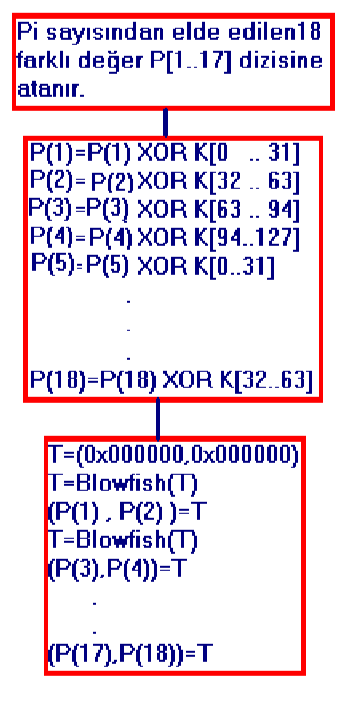 Pi sayısından elde edilen18
farklı değer P[1..17] dizisine
atanır.
P(1)=P(1) XOR K[0 .. 31]
P(2)= P(2) XOR K[32 .. 63]
P(3)=P(3) XOR K[63 .. 94]
P(4)=P(4) XOR K[94..127]
P(5)=P(5) XOR K[0..31]
.
.
.
P(18)=P(18) XOR K[32..63]
T=(0x000000,0x000000)
T=Blowfish(T)
(P(1) , P(2) )=T
T=Blowfish(T)
(P(3),P(4))=T
.
.
(P(17),P(18))=T